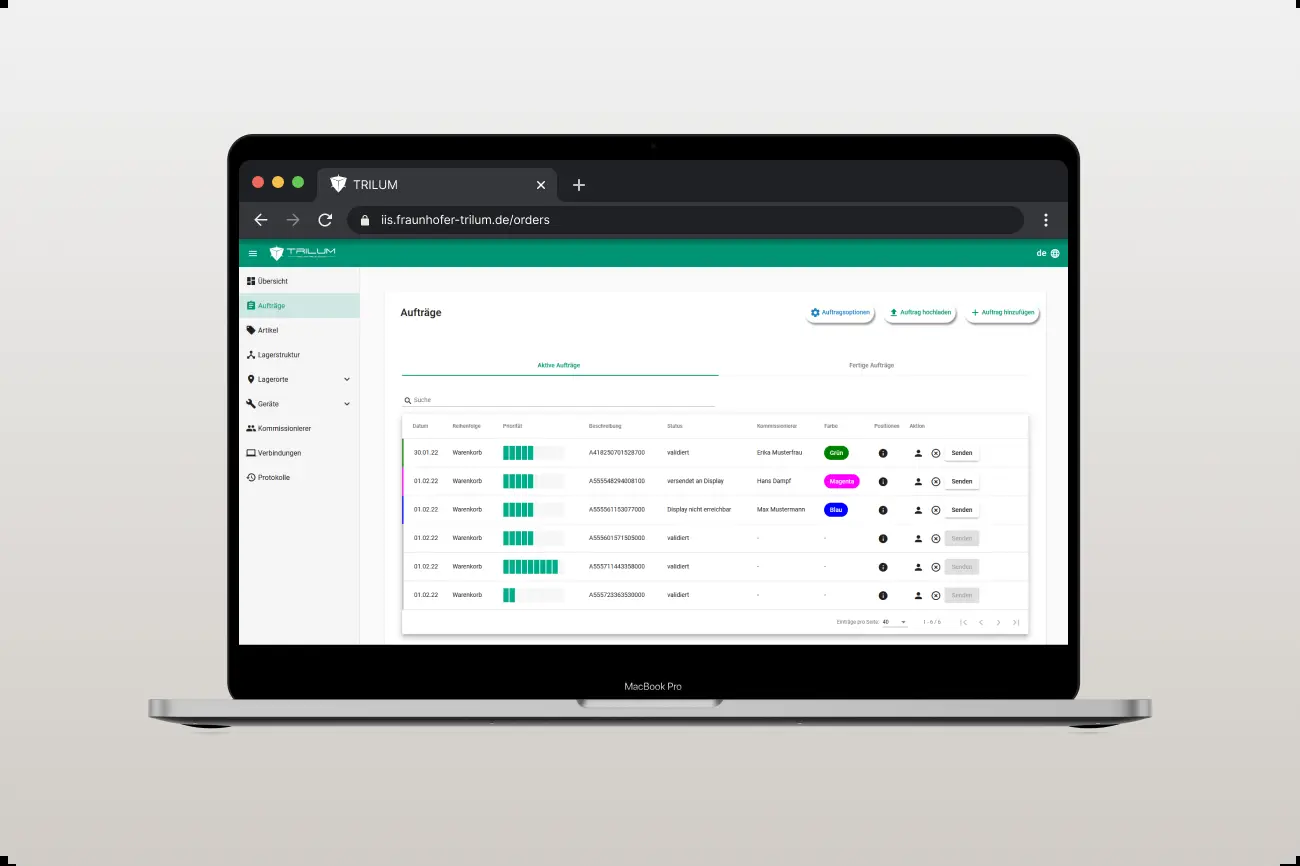 TRILUM
iis.fraunhofer-trilum.de/orders
TRILUM
de
Übersicht
Aufträge
Artikel
Lagerstruktur
Lagerorte
Geräte
Kommissionierer
Verbindungen
Protokolle
Aufträge
Auftragsoptionen
Auftrag hochladen
Auftrag hinzufügen
Aktive Aufträge
Fertige Aufträge
Suche
Datum Reihenfolge Priorität Beschreibung Status Kommissionierer Farbe Positionen Aktion
30.01.22 Warenkorb A418250701528700 validiert Erika Musterfrau Grün Senden
01.02.22 Warenkorb A555548294008100 versendet an Display Hans Dampf Magenta Senden
01.02.22 Warenkorb A555561153077000 Display nicht erreichbar Max Mustermann Blau Senden
01.02.22 Warenkorb A555601571505000 validiert - - Senden
01.02.22 Warenkorb A555711443358000 validiert - - Senden
01.02.22 Warenkorb A555723363530000 validiert - - Senden
Einträge pro Seite: 40 1 - 6 / 6
MacBook Pro